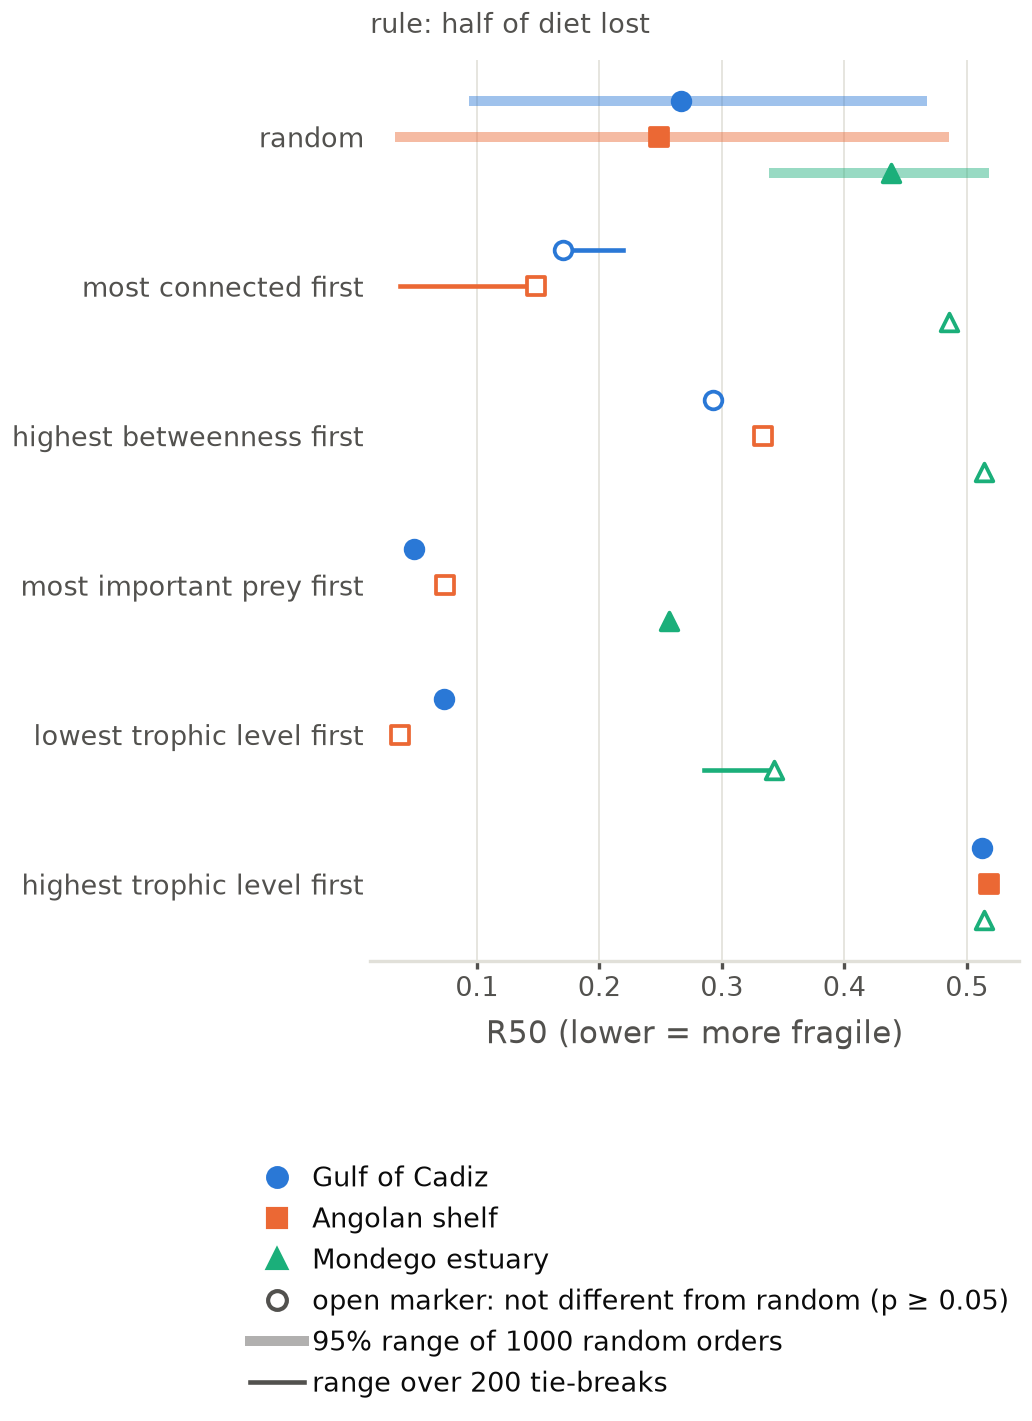 rule: half of diet lost
random
most connected first
highest betweenness first
most important prey first
lowest trophic level first
highest trophic level first
0.1 0.2 0.3 0.4 0.5
R50 (lower = more fragile)
Gulf of Cadiz
Angolan shelf
Mondego estuary
open marker: not different from random (p ≥ 0.05)
95% range of 1000 random orders
range over 200 tie-breaks